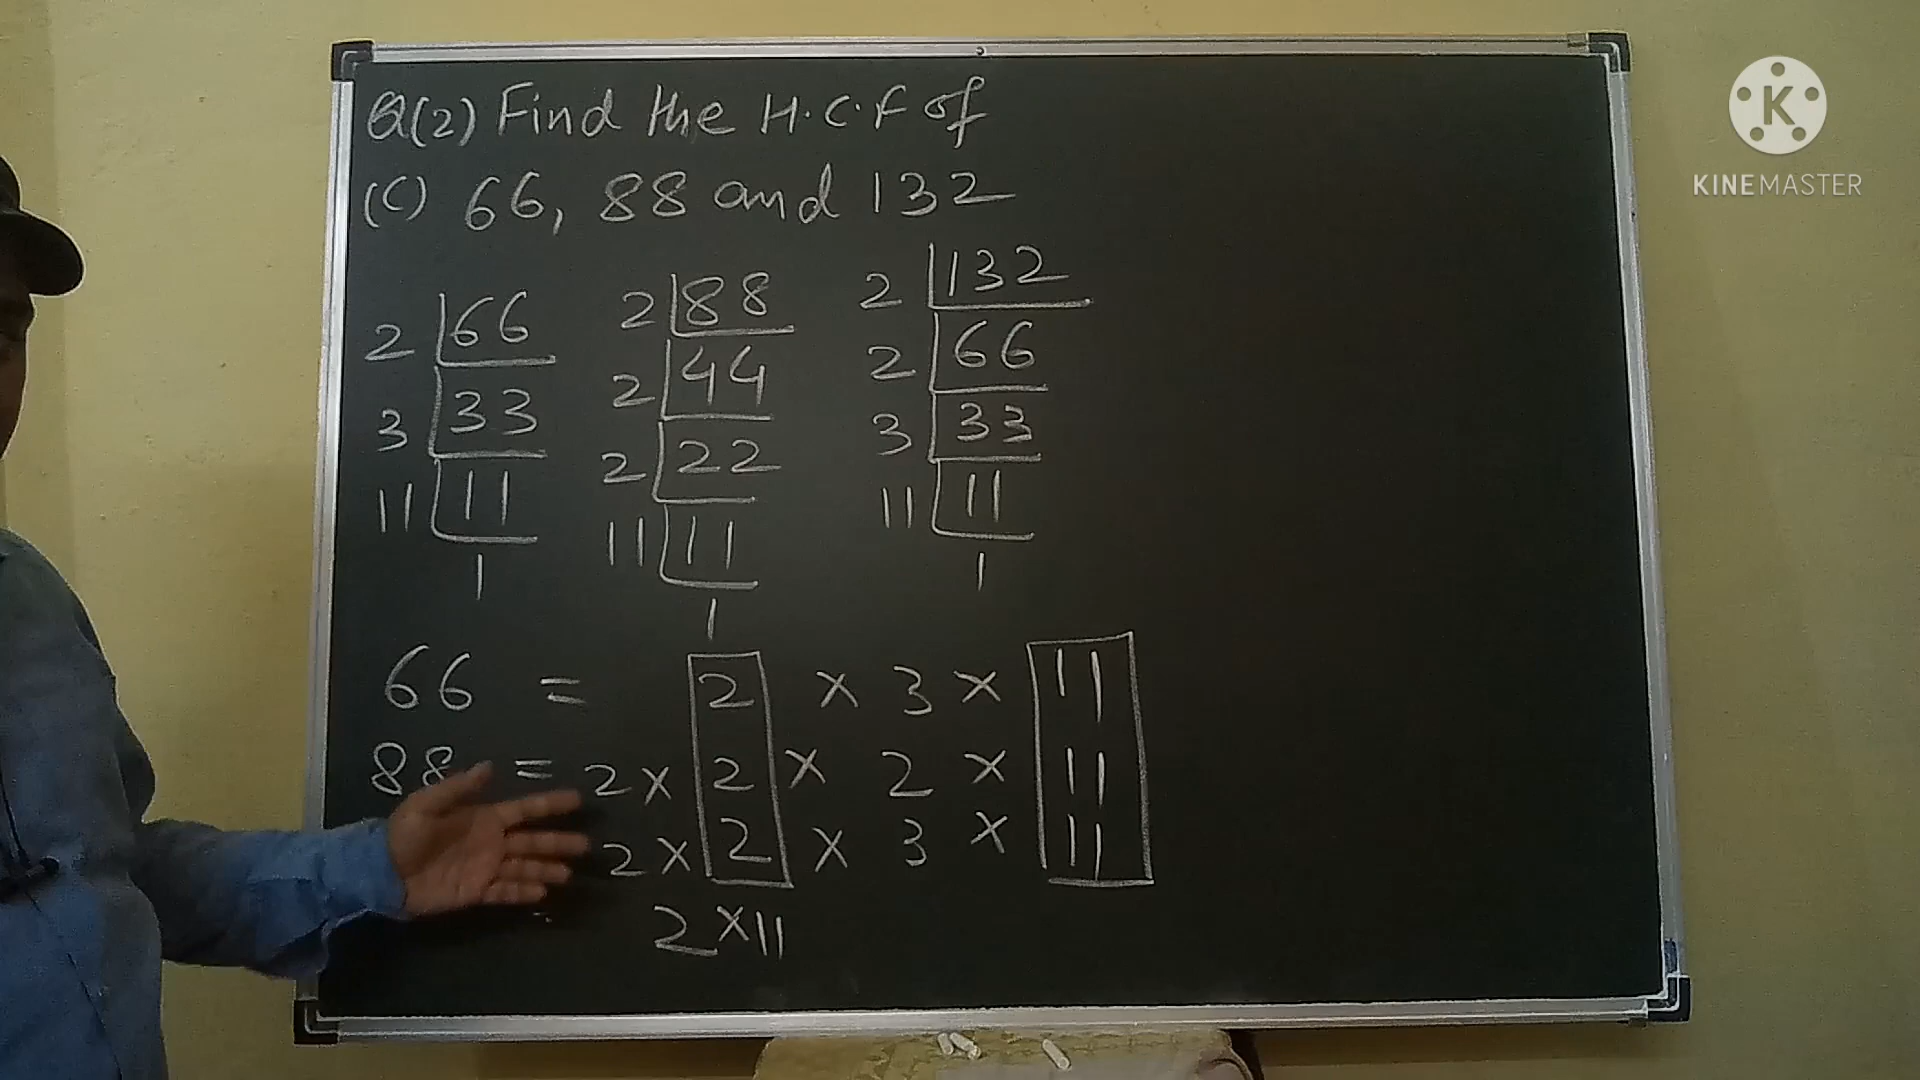 Q(2) Find the H.C.F of
(C) 66, 88 and 132
2 |66 2 |88 2 |132
3 |33 2 |44 2 |66
11 |11 2 |22 3 |33
1 11 |11 11 |11
1 1
66 = 2 × 3 × 11
88 = 2 × 2 × 2 × 11
2 × 2 × 3 × 11
2 × 11
K
KINEMASTER